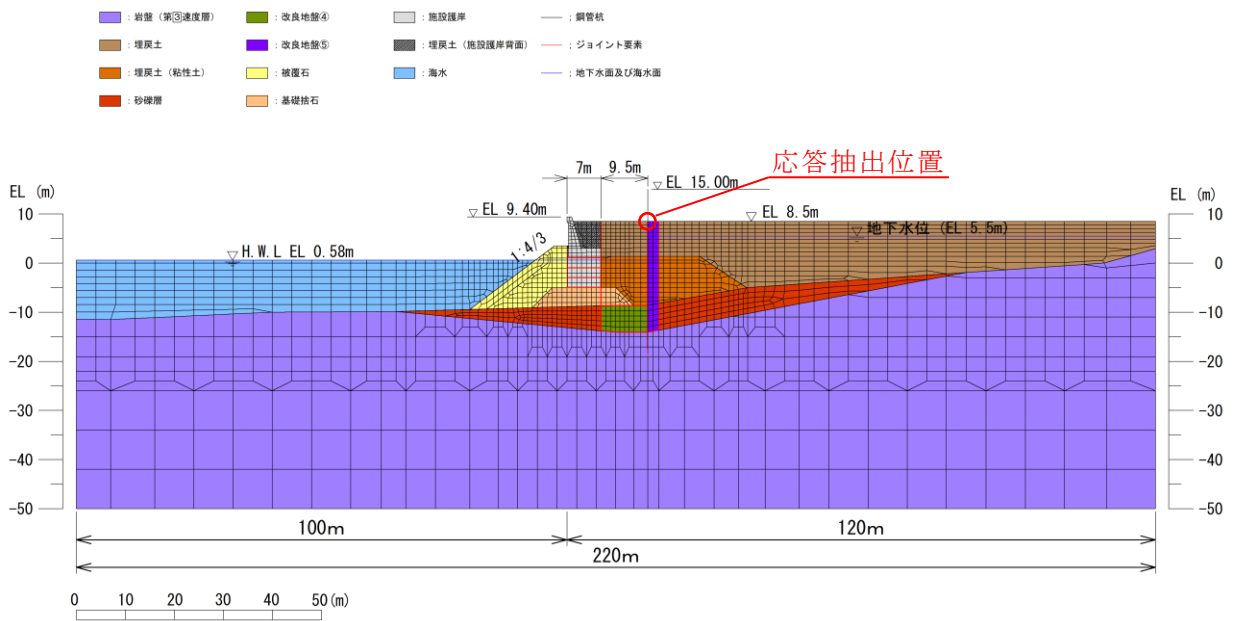 : 岩盤（第③速度層）
: 改良地盤④
: 施設護岸
; 鋼管杭
: 埋戻土
: 改良地盤⑤
: 埋戻土（施設護岸背面）
; ジョイント要素
: 埋戻土（粘性土）
: 被覆石
: 海水
; 地下水面及び海水面
: 砂礫層
: 基礎捨石
応答抽出位置
7m
9.5m
EL (m)
EL 15.00m
EL (m)
10
EL 9.40m
EL 8.5m
10
1:4/3
地下水位 (EL 5.5m)
H.W.L EL 0.58m
0
0
-10
-10
-20
-20
-30
-30
-40
-40
-50
-50
100m
120m
220m
0 10 20 30 40 50(m)